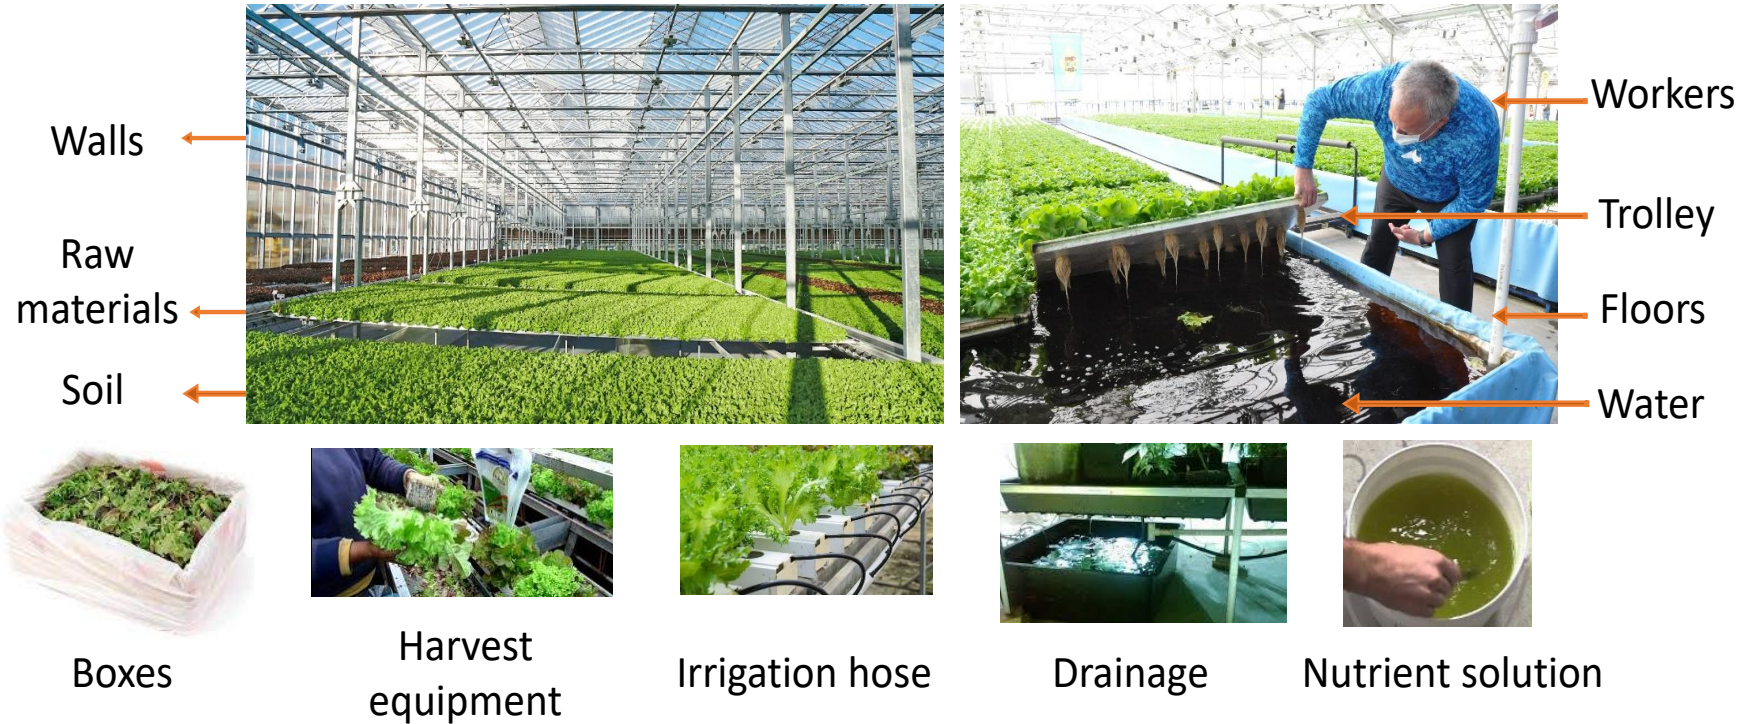 Walls
Raw
materials
Soil
Workers
Trolley
Floors
Water
Boxes
Harvest
equipment
Irrigation hose
Drainage
Nutrient solution